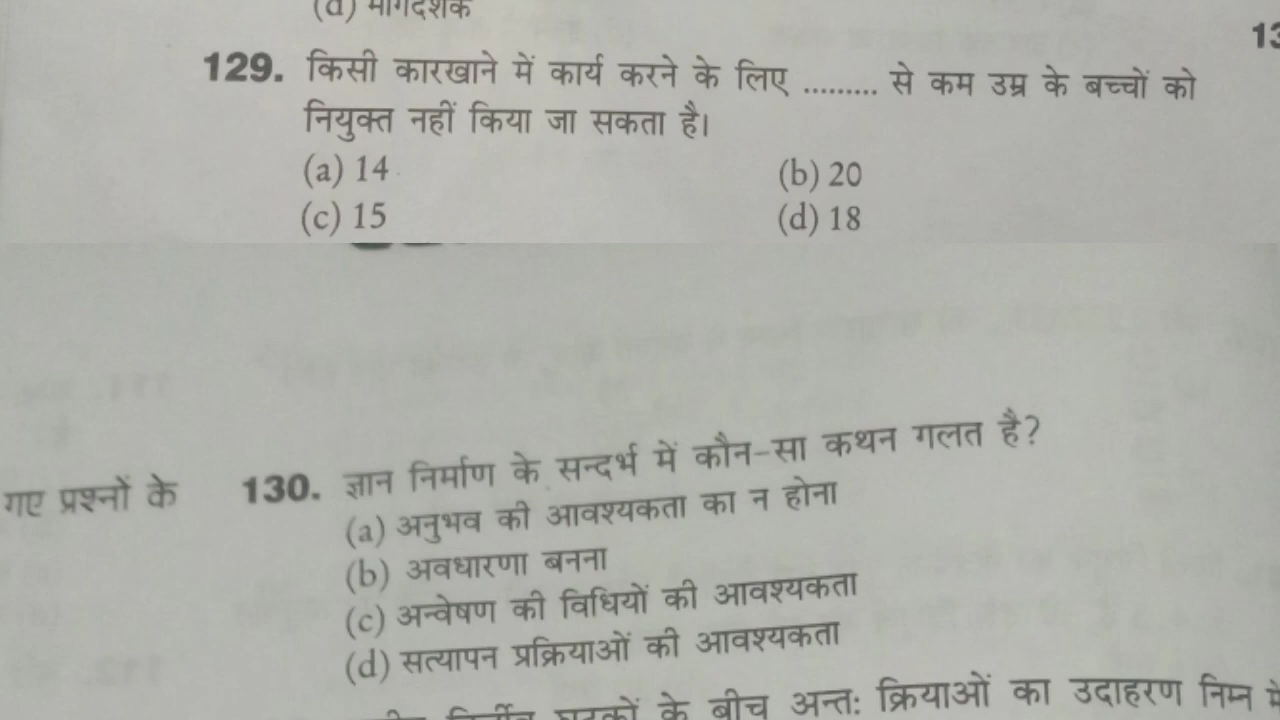 (d) मार्गदर्शक
13
129. किसी कारखाने में कार्य करने के लिए ......... से कम उम्र के बच्चों को
नियुक्त नहीं किया जा सकता है।
(a) 14 (b) 20
(c) 15 (d) 18
गए प्रश्नों के
130. ज्ञान निर्माण के सन्दर्भ में कौन-सा कथन गलत है?
(a) अनुभव की आवश्यकता का न होना
(b) अवधारणा बनना
(c) अन्वेषण की विधियों की आवश्यकता
(d) सत्यापन प्रक्रियाओं की आवश्यकता
के बीच अन्तः क्रियाओं का उदाहरण निम्न